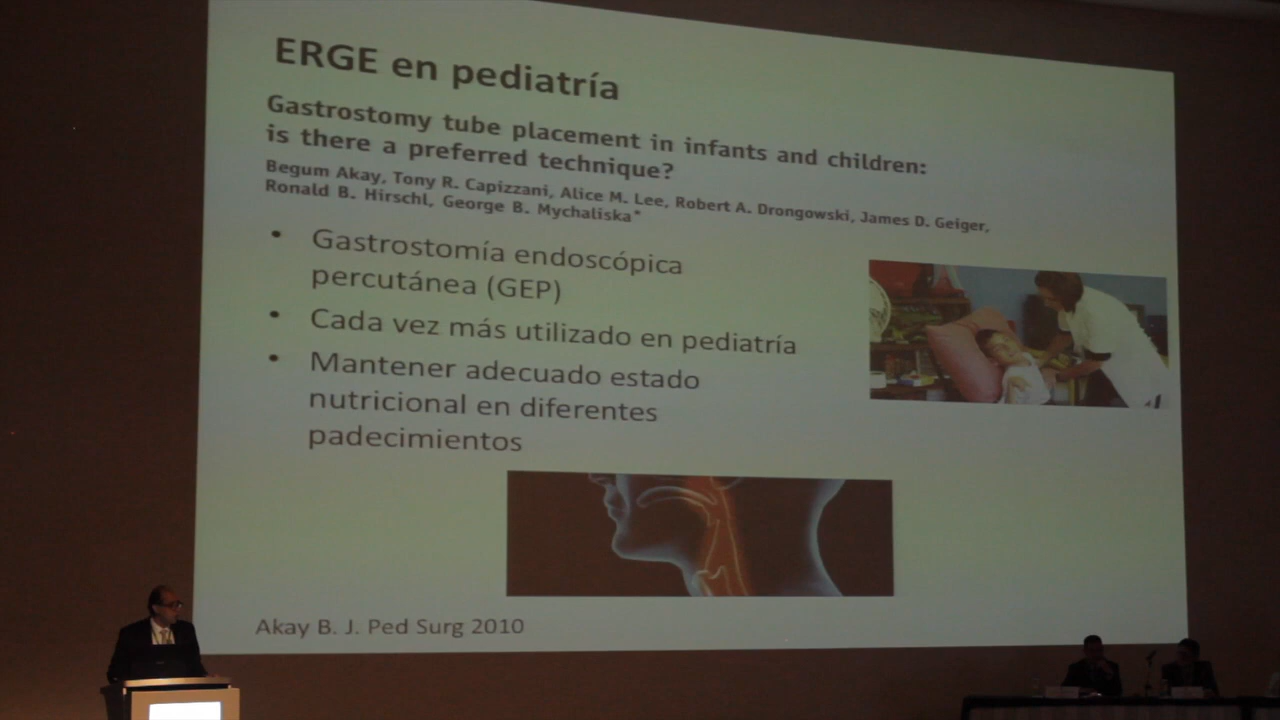 ERGE en pediatría
Gastrostomy tube placement in infants and children:
is there a preferred technique?
Begum Akay, Tony R. Capizzani, Alice M. Lee, Robert A. Drongowski, James D. Geiger,
Ronald B. Hirschl, George B. Mychaliska*
• Gastrostomía endoscópica
percutánea (GEP)
• Cada vez más utilizado en pediatría
• Mantener adecuado estado
nutricional en diferentes
padecimientos
Akay B. J. Ped Surg 2010